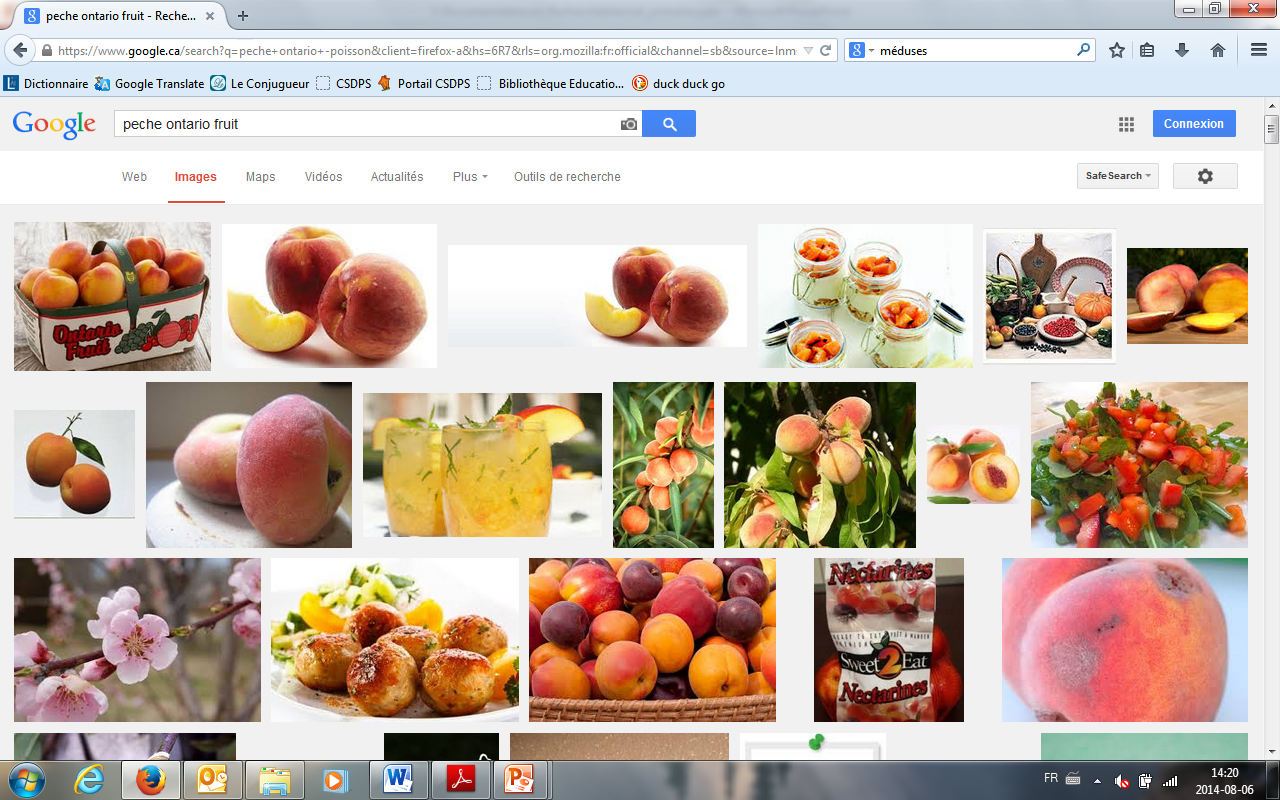 peche ontario fruit - Reche...
https://www.google.ca/search?q=peche+ontario+-poisson&client=firefox-a&hs=6R7&rls=org.mozilla:fr:official&channel=sb&source=lnm
méduses
Dictionnaire
Google Translate
Le Conjugueur
CSDPS
Portail CSDPS
Bibliothèque Educatio...
duck duck go
Google
peche ontario fruit
Connexion
Web
Images
Maps
Vidéos
Actualités
Plus
Outils de recherche
SafeSearch
Ontario
Fruit
Nectarines
Sweet2Eat
Nectarines
FR
14:20
2014-08-06